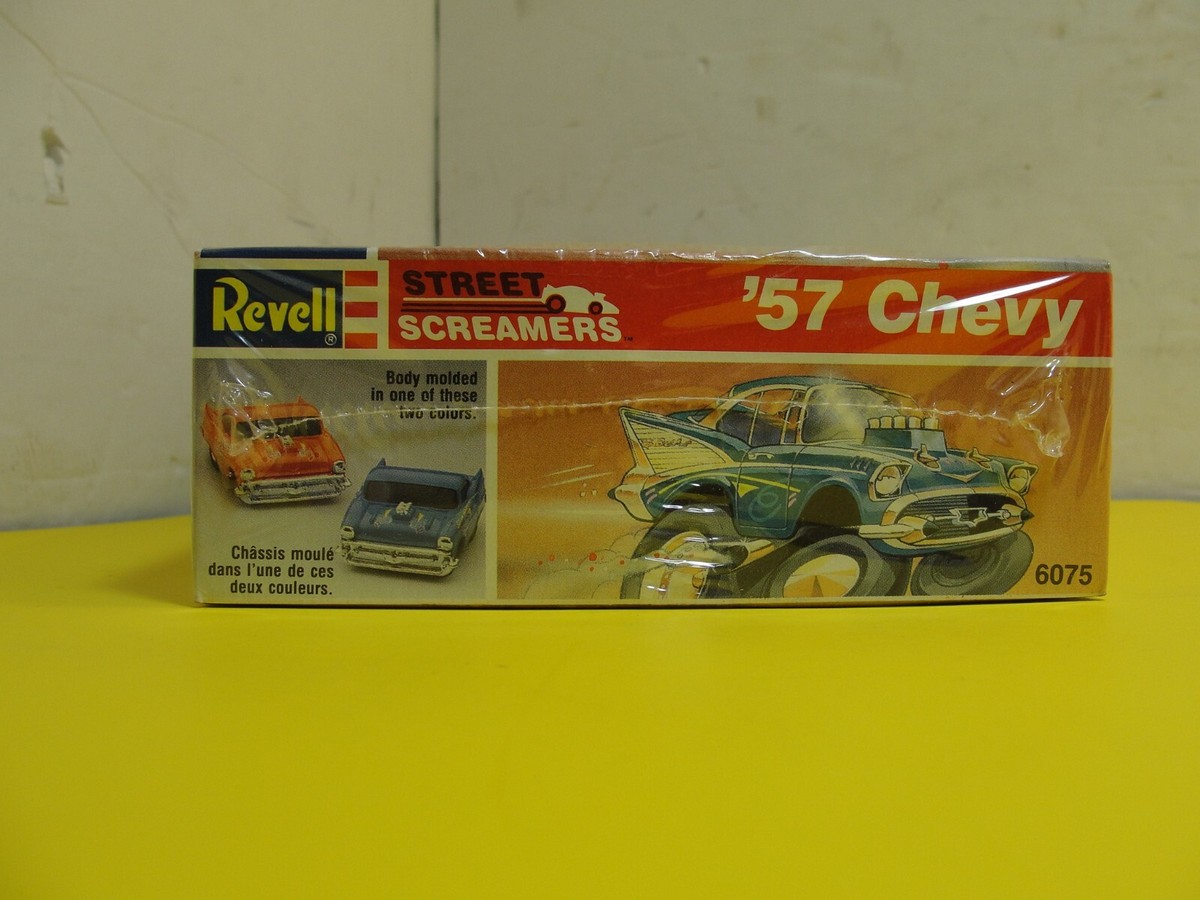 Revell®
STREET
SCREAMERS™
'57 Chevy
Body molded
in one of these
two colors.
Châssis moulé
dans l'une de ces
deux couleurs.
6075